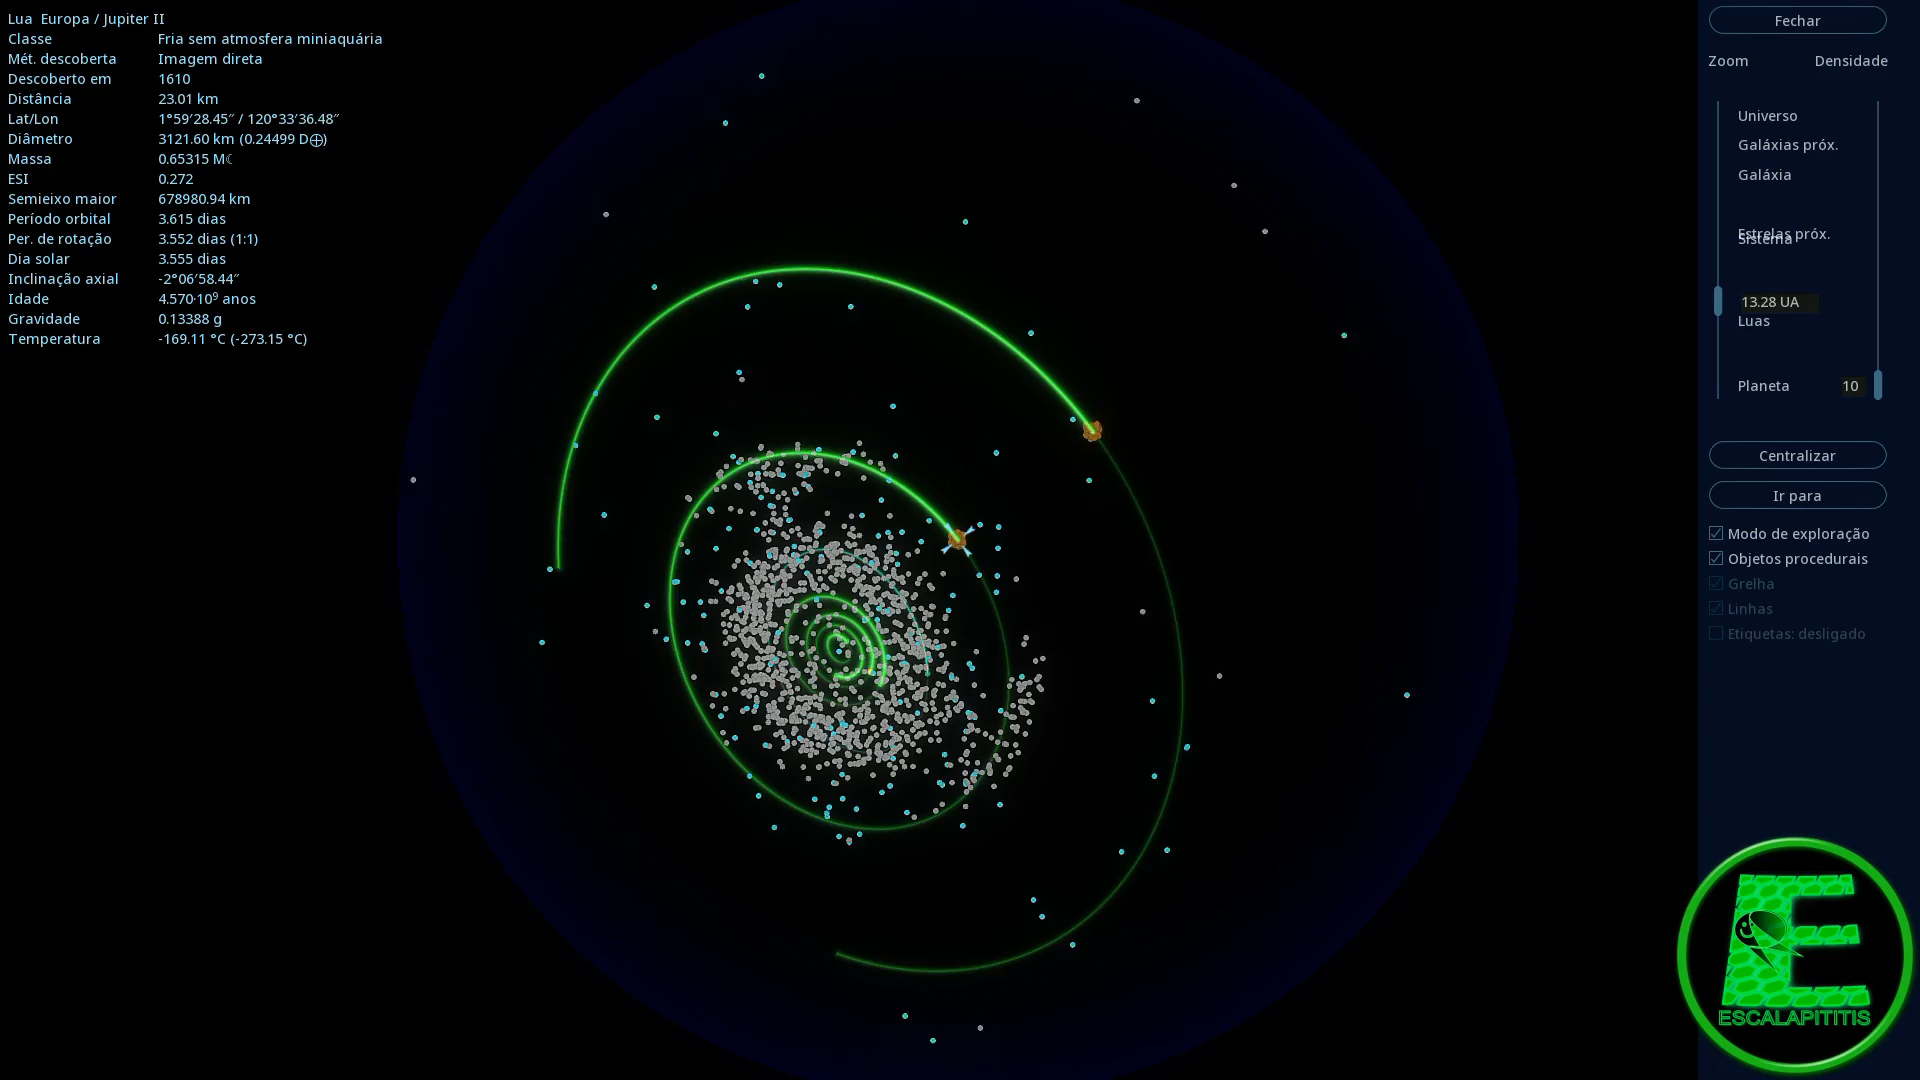 Lua  Europa / Jupiter II
Classe Fria sem atmosfera miniaquária
Mét. descoberta Imagem direta
Descoberto em 1610
Distância 23.01 km
Lat/Lon 1°59′28.45″ / 120°33′36.48″
Diâmetro 3121.60 km (0.24499 D⊕)
Massa 0.65315 M☾
ESI 0.272
Semieixo maior 678980.94 km
Período orbital 3.615 dias
Per. de rotação 3.552 dias (1:1)
Dia solar 3.555 dias
Inclinação axial -2°06′58.44″
Idade 4.570·10⁹ anos
Gravidade 0.13388 g
Temperatura -169.11 °C (-273.15 °C)
Fechar
Zoom Densidade
Universo
Galáxias próx.
Galáxia
Estrelas próx.
Sistema
13.28 UA
Luas
Planeta 10
Centralizar
Ir para
Modo de exploração
Objetos procedurais
Grelha
Linhas
Etiquetas: desligado
E
ESCALAPITITIS